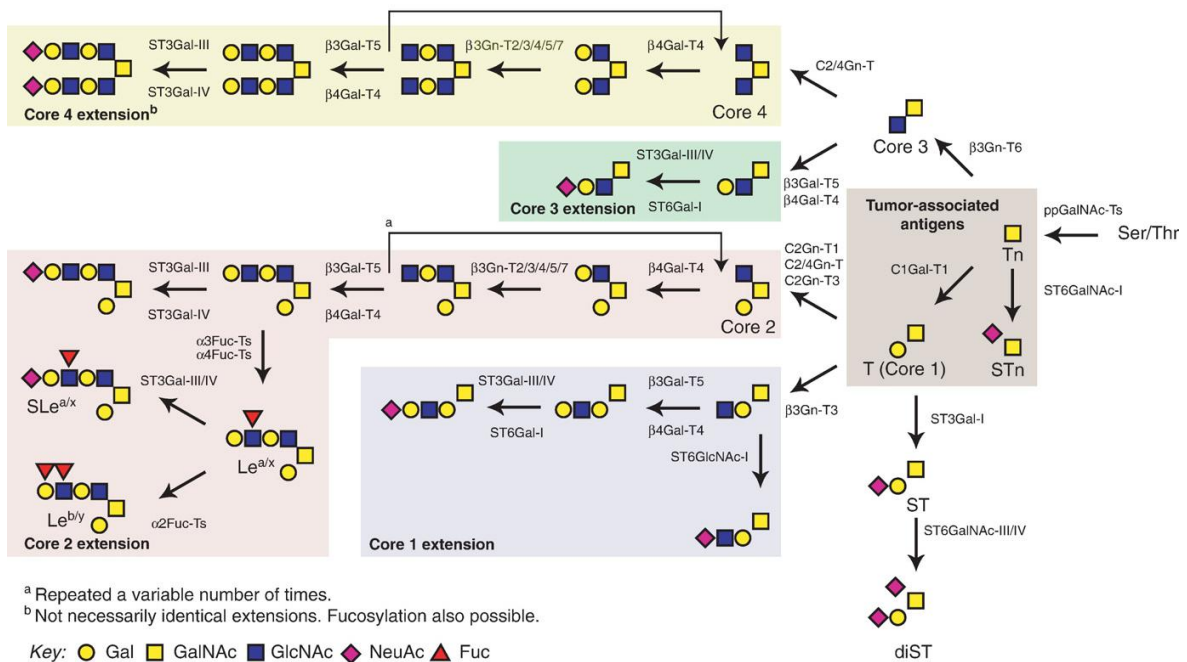 ST3Gal-III
ST3Gal-IV
β3Gal-T5
β4Gal-T4
β3Gn-T2/3/4/5/7
β4Gal-T4
C2/4Gn-T
Core 4 extensionᵇ
Core 4
Core 3
β3Gn-T6
ST3Gal-III/IV
ST6Gal-I
β3Gal-T5
β4Gal-T4
Core 3 extension
Tumor-associated
antigens
ppGalNAc-Ts
Ser/Thr
Tn
C1Gal-T1
ST6GalNAc-I
T (Core 1)
STn
a
ST3Gal-III
ST3Gal-IV
β3Gal-T5
β4Gal-T4
β3Gn-T2/3/4/5/7
β4Gal-T4
C2Gn-T1
C2/4Gn-T
C2Gn-T3
Core 2
α3Fuc-Ts
α4Fuc-Ts
ST3Gal-III/IV
SLeᵃ/ˣ
Leᵃ/ˣ
Leᵇ/ʸ
α2Fuc-Ts
Core 2 extension
ST3Gal-III/IV
ST6Gal-I
β3Gal-T5
β4Gal-T4
β3Gn-T3
ST6GlcNAc-I
Core 1 extension
ST3Gal-I
ST
ST6GalNAc-III/IV
diST
ᵃ Repeated a variable number of times.
ᵇ Not necessarily identical extensions. Fucosylation also possible.
Key: Gal GalNAc GlcNAc NeuAc Fuc